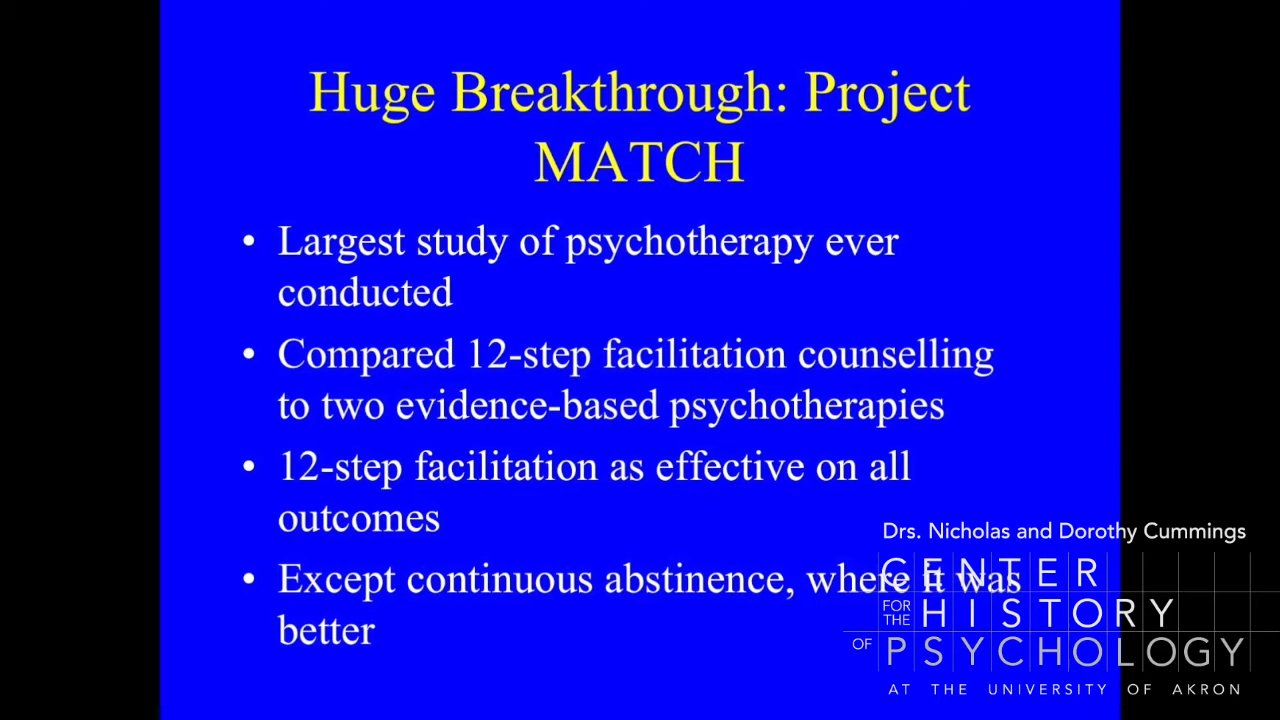 Huge Breakthrough: Project
MATCH
• Largest study of psychotherapy ever
conducted
• Compared 12-step facilitation counselling
to two evidence-based psychotherapies
• 12-step facilitation as effective on all
outcomes
• Except continuous abstinence, where it was
better
Drs. Nicholas and Dorothy Cummings
CENTER
FOR THE HISTORY
OF PSYCHOLOGY
AT THE UNIVERSITY OF AKRON